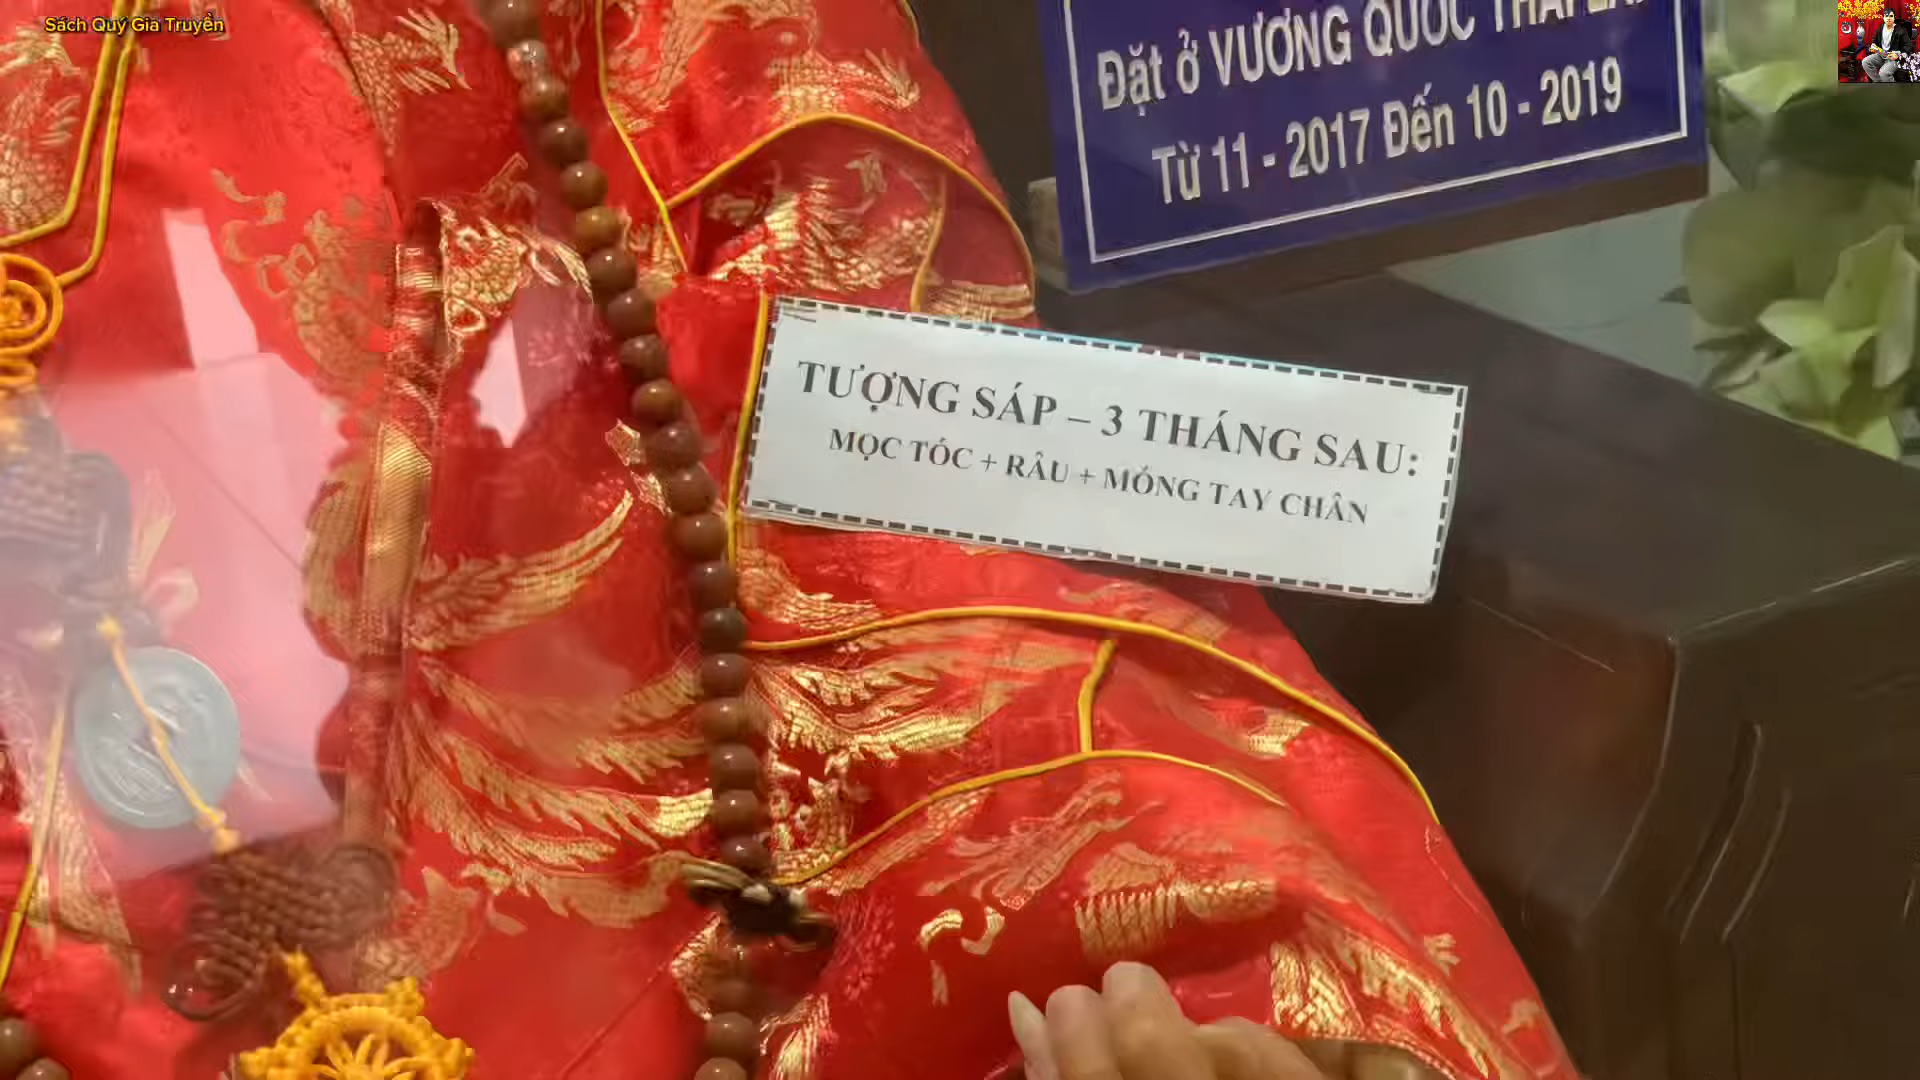 Sách Quý Gia Truyền
Đặt ở VƯƠNG QUỐC
Từ 11 - 2017 Đến 10 - 2019
TƯỢNG SÁP – 3 THÁNG SAU:
MỌC TÓC + RÂU + MÓNG TAY CHÂN